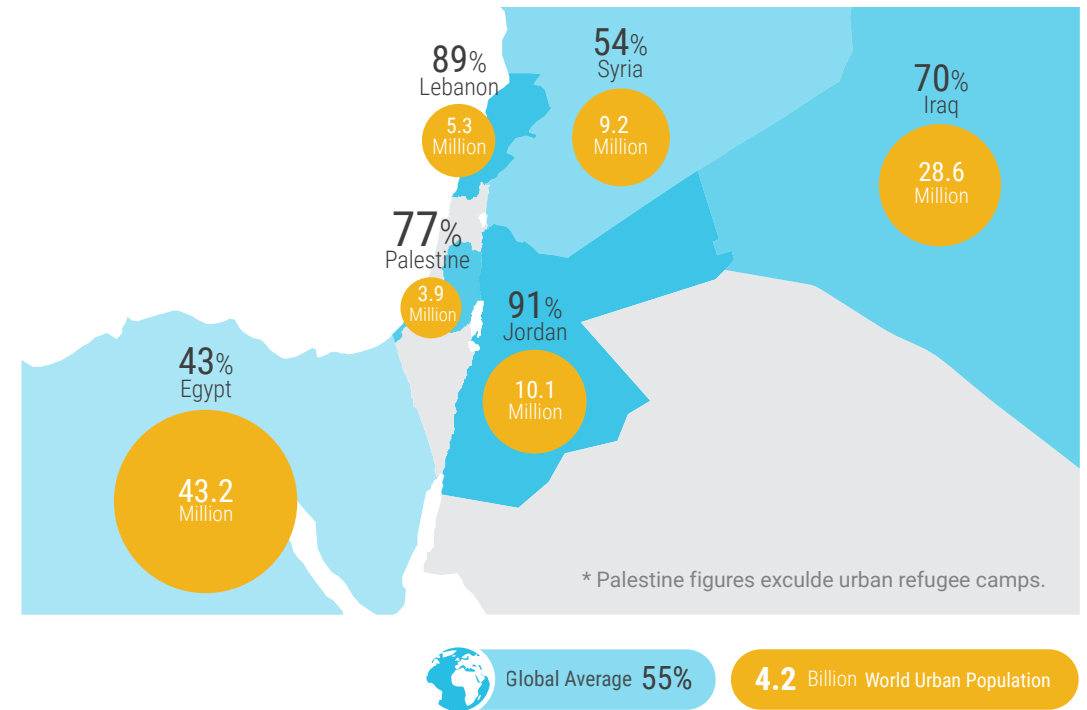 89%
Lebanon
5.3
Million
54%
Syria
9.2
Million
70%
Iraq
28.6
Million
77%
Palestine
3.9
Million
91%
Jordan
10.1
Million
43%
Egypt
43.2
Million
* Palestine figures exculde urban refugee camps.
Global Average 55%
4.2 Billion World Urban Population